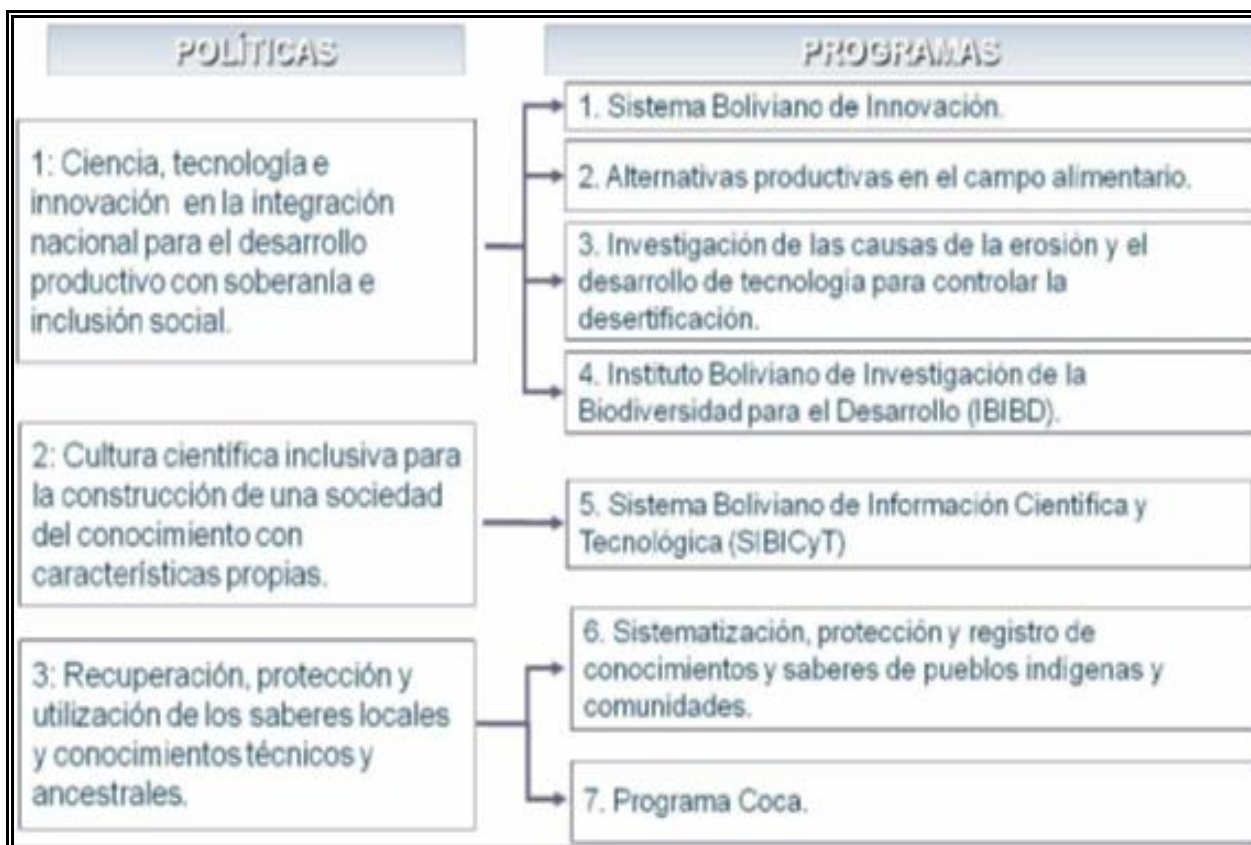 POLÍTICAS
PROGRAMAS
1: Ciencia, tecnología e
innovación en la integración
nacional para el desarrollo
productivo con soberanía e
inclusión social.
1. Sistema Boliviano de Innovación.
2. Alternativas productivas en el campo alimentario.
3. Investigación de las causas de la erosión y el
desarrollo de tecnología para controlar la
desertificación.
4. Instituto Boliviano de Investigación de la
Biodiversidad para el Desarrollo (IBIBD).
2: Cultura científica inclusiva para
la construcción de una sociedad
del conocimiento con
características propias.
5. Sistema Boliviano de Información Científica y
Tecnológica (SIBICyT)
3: Recuperación, protección y
utilización de los saberes locales
y conocimientos técnicos y
ancestrales.
6. Sistematización, protección y registro de
conocimientos y saberes de pueblos indígenas y
comunidades.
7. Programa Coca.